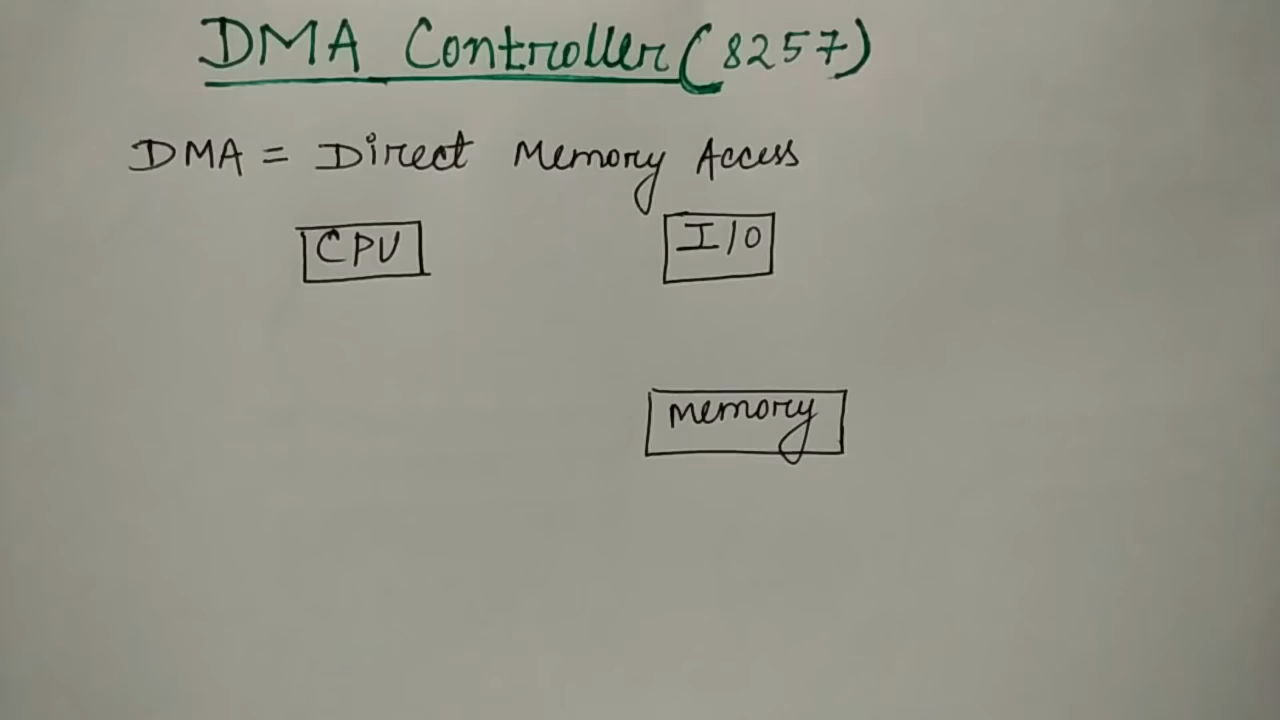 DMA Controller (8257)
DMA = Direct Memory Access
CPU I/O
memory